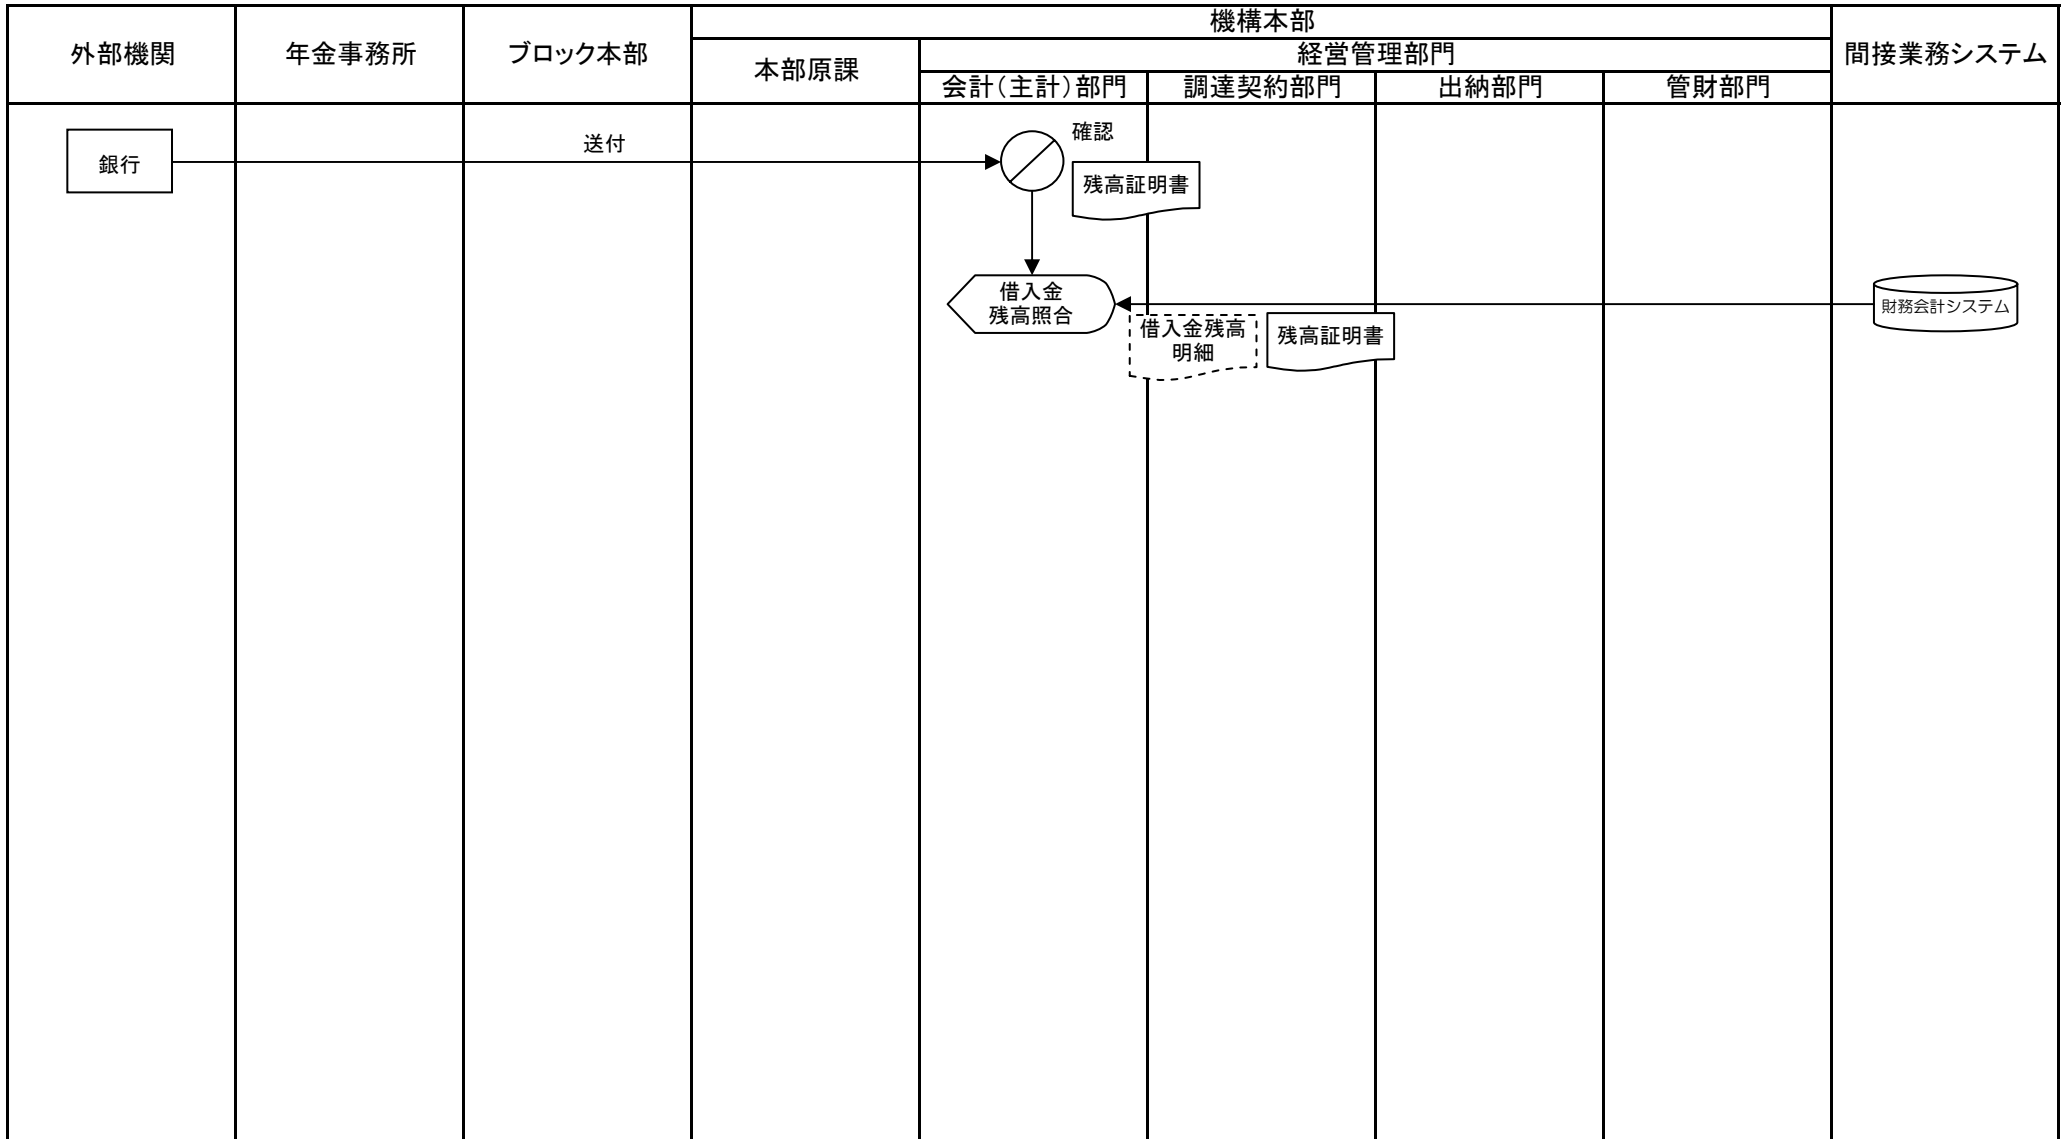 機構本部
外部機関
年金事務所
ブロック本部
経営管理部門
間接業務システム
本部原課
会計(主計)部門
調達契約部門
出納部門
管財部門
確認
送付
銀行
残高証明書
借入金
残高照合
財務会計システム
借入金残高
明細
残高証明書